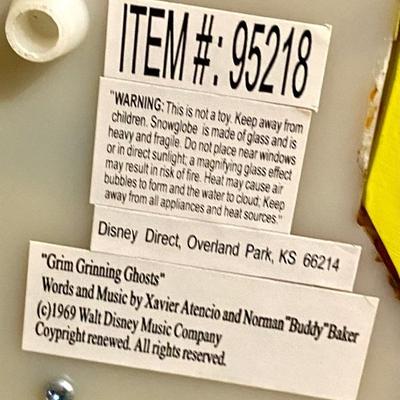 ITEM #: 95218
"WARNING: This is not a toy. Keep away from
children. Snowglobe is made of glass and is
heavy and fragile. Do not place near windows
or in direct sunlight; a magnifying glass effect
may result in risk of fire. Heat may cause air
bubbles to form and the water to cloud; Keep
away from all appliances and heat sources."
Disney Direct, Overland Park, KS 66214
"Grim Grinning Ghosts"
Words and Music by Xavier Atencio and Norman "Buddy" Baker
(c)1969 Walt Disney Music Company
Coypright renewed. All rights reserved.